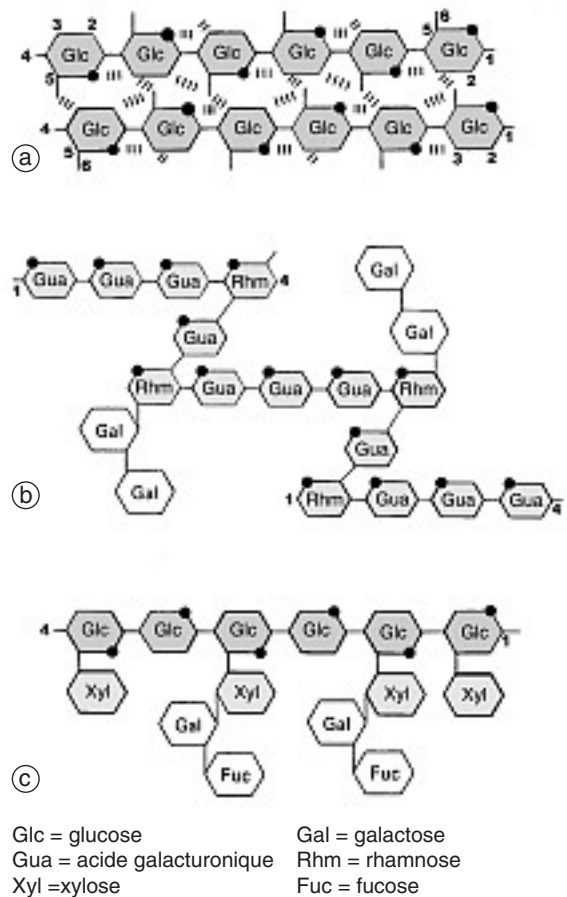 3 2 6
5
4 Glc Glc Glc Glc Glc Glc 1
5 2
4 Glc Glc Glc Glc Glc Glc 1
5 3 2
6
a
Gua Gua Gua Rhm 4
1
Gal
Gal
Gua
Rhm Gua Gua Gua Rhm
Gal
Gua
Gal
b
1 Rhm Gua Gua Gua 4
4 Glc Glc Glc Glc Glc Glc 1
Xyl Xyl Xyl Xyl
Gal Gal
Fuc Fuc
c
Glc = glucose Gal = galactose
Gua = acide galacturonique Rhm = rhamnose
Xyl =xylose Fuc = fucose